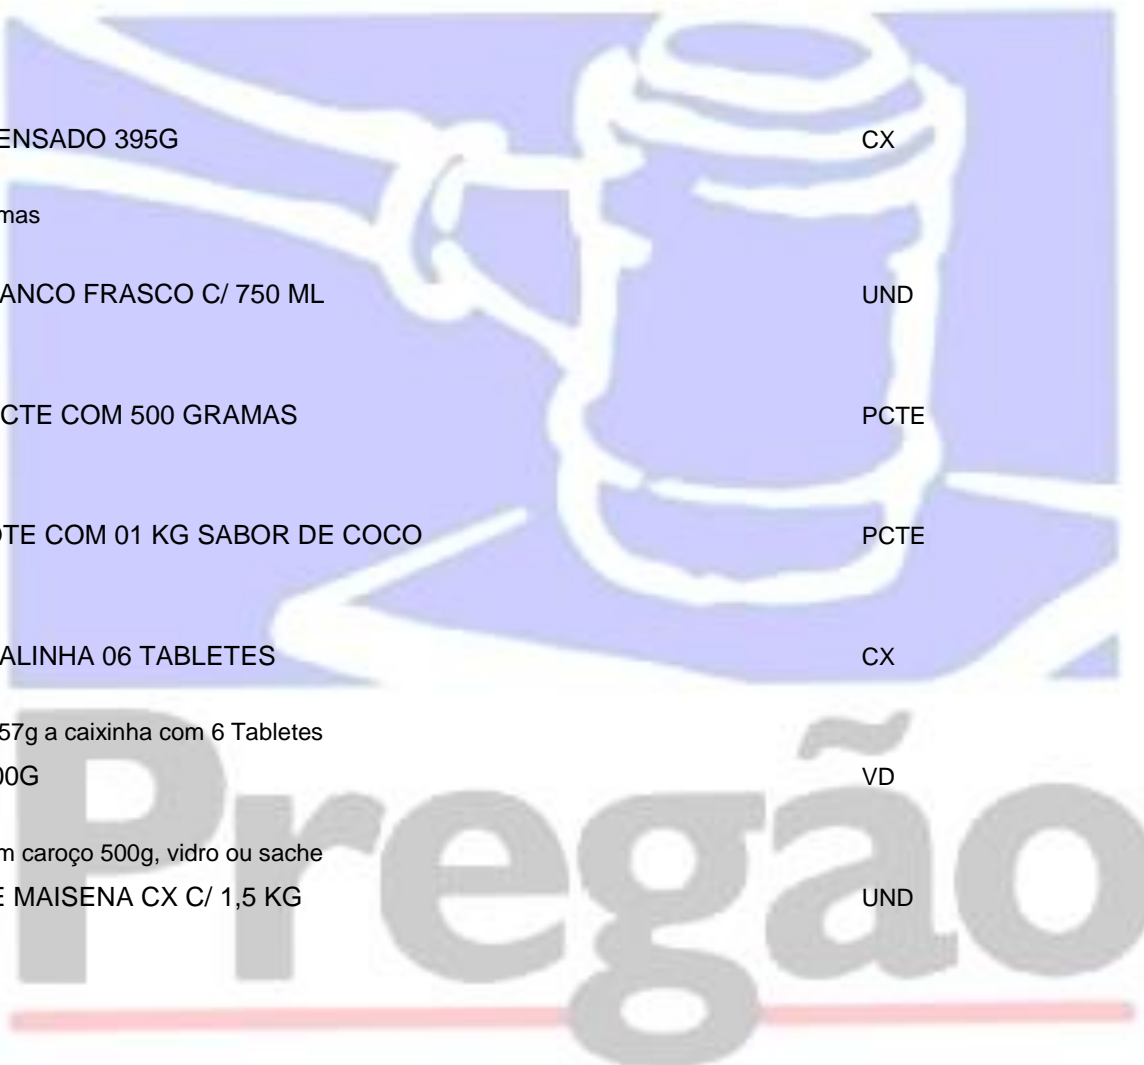 ENSADO 395G CX
mas
ANCO FRASCO C/ 750 ML UND
CTE COM 500 GRAMAS PCTE
OTE COM 01 KG SABOR DE COCO PCTE
ALINHA 06 TABLETES CX
57g a caixinha com 6 Tabletes
00G VD
m caroço 500g, vidro ou sache
E MAISENA CX C/ 1,5 KG UND
Pregão